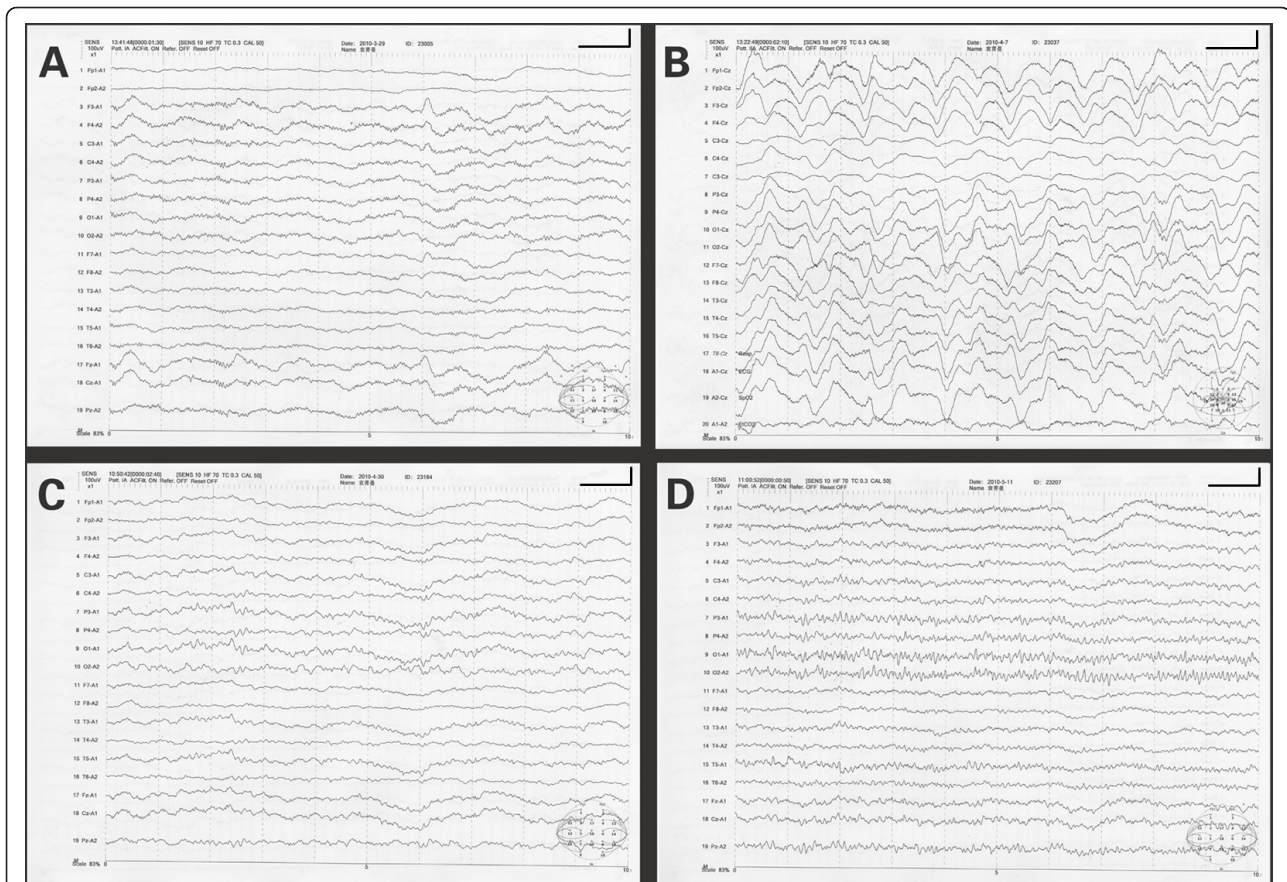 A
SENS 13:41:48[0000:01:30] [SENS 10 HF 70 TC 0.3 CAL 50] Date: 2010-3-29 ID: 23005
100uV Patt. IA ACFilt. ON Refer. OFF Reset OFF Name 袁晋晏
x1
1 Fp1-A1
2 Fp2-A2
3 F3-A1
4 F4-A2
5 C3-A1
6 C4-A2
7 P3-A1
8 P4-A2
9 O1-A1
10 O2-A2
11 F7-A1
12 F8-A2
13 T3-A1
14 T4-A2
15 T5-A1
16 T6-A2
17 Fz-A1
18 Cz-A1
19 Pz-A2
M
Scale 83% 0 5 10
B
SENS 13:22:49[0000:02:10] [SENS 10 HF 70 TC 0.3 CAL 50] Date: 2010-4-7 ID: 23037
100uV Patt. IA ACFilt. ON Refer. OFF Reset OFF Name
x1
1 Fp1-Cz
2 Fp2-Cz
3 F3-Cz
4 F4-Cz
5 C3-Cz
6 C4-Cz
7 C3-Cz
8 P3-Cz
9 P4-Cz
10 O1-Cz
11 O2-Cz
12 F7-Cz
13 F8-Cz
14 T3-Cz
15 T4-Cz
16 T5-Cz
17 Resp
18 A1-Cz ECG
19 A2-Cz SpO2
20 A1-A2 EtCO2
M
Scale 83% 0 5 10
C
SENS 10:50:42[0000:02:40] [SENS 10 HF 70 TC 0.3 CAL 50] Date: 2010-4-30 ID: 23184
100uV Patt. IA ACFilt. ON Refer. OFF Reset OFF Name
x1
1 Fp1-A1
2 Fp2-A2
3 F3-A1
4 F4-A2
5 C3-A1
6 C4-A2
7 P3-A1
8 P4-A2
9 O1-A1
10 O2-A2
11 F7-A1
12 F8-A2
13 T3-A1
14 T4-A2
15 T5-A1
16 T6-A2
17 Fz-A1
18 Cz-A1
19 Pz-A2
M
Scale 83% 0 5 10
D
SENS 11:00:52[0000:00:50] [SENS 10 HF 70 TC 0.3 CAL 50] Date: 2010-5-11 ID: 23207
100uV Patt. IA ACFilt. ON Refer. OFF Reset OFF Name
x1
1 Fp1-A1
2 Fp2-A2
3 F3-A1
4 F4-A2
5 C3-A1
6 C4-A2
7 P3-A1
8 P4-A2
9 O1-A1
10 O2-A2
11 F7-A1
12 F8-A2
13 T3-A1
14 T4-A2
15 T5-A1
16 T6-A2
17 Fz-A1
18 Cz-A1
19 Pz-A2
M
Scale 83% 0 5 10